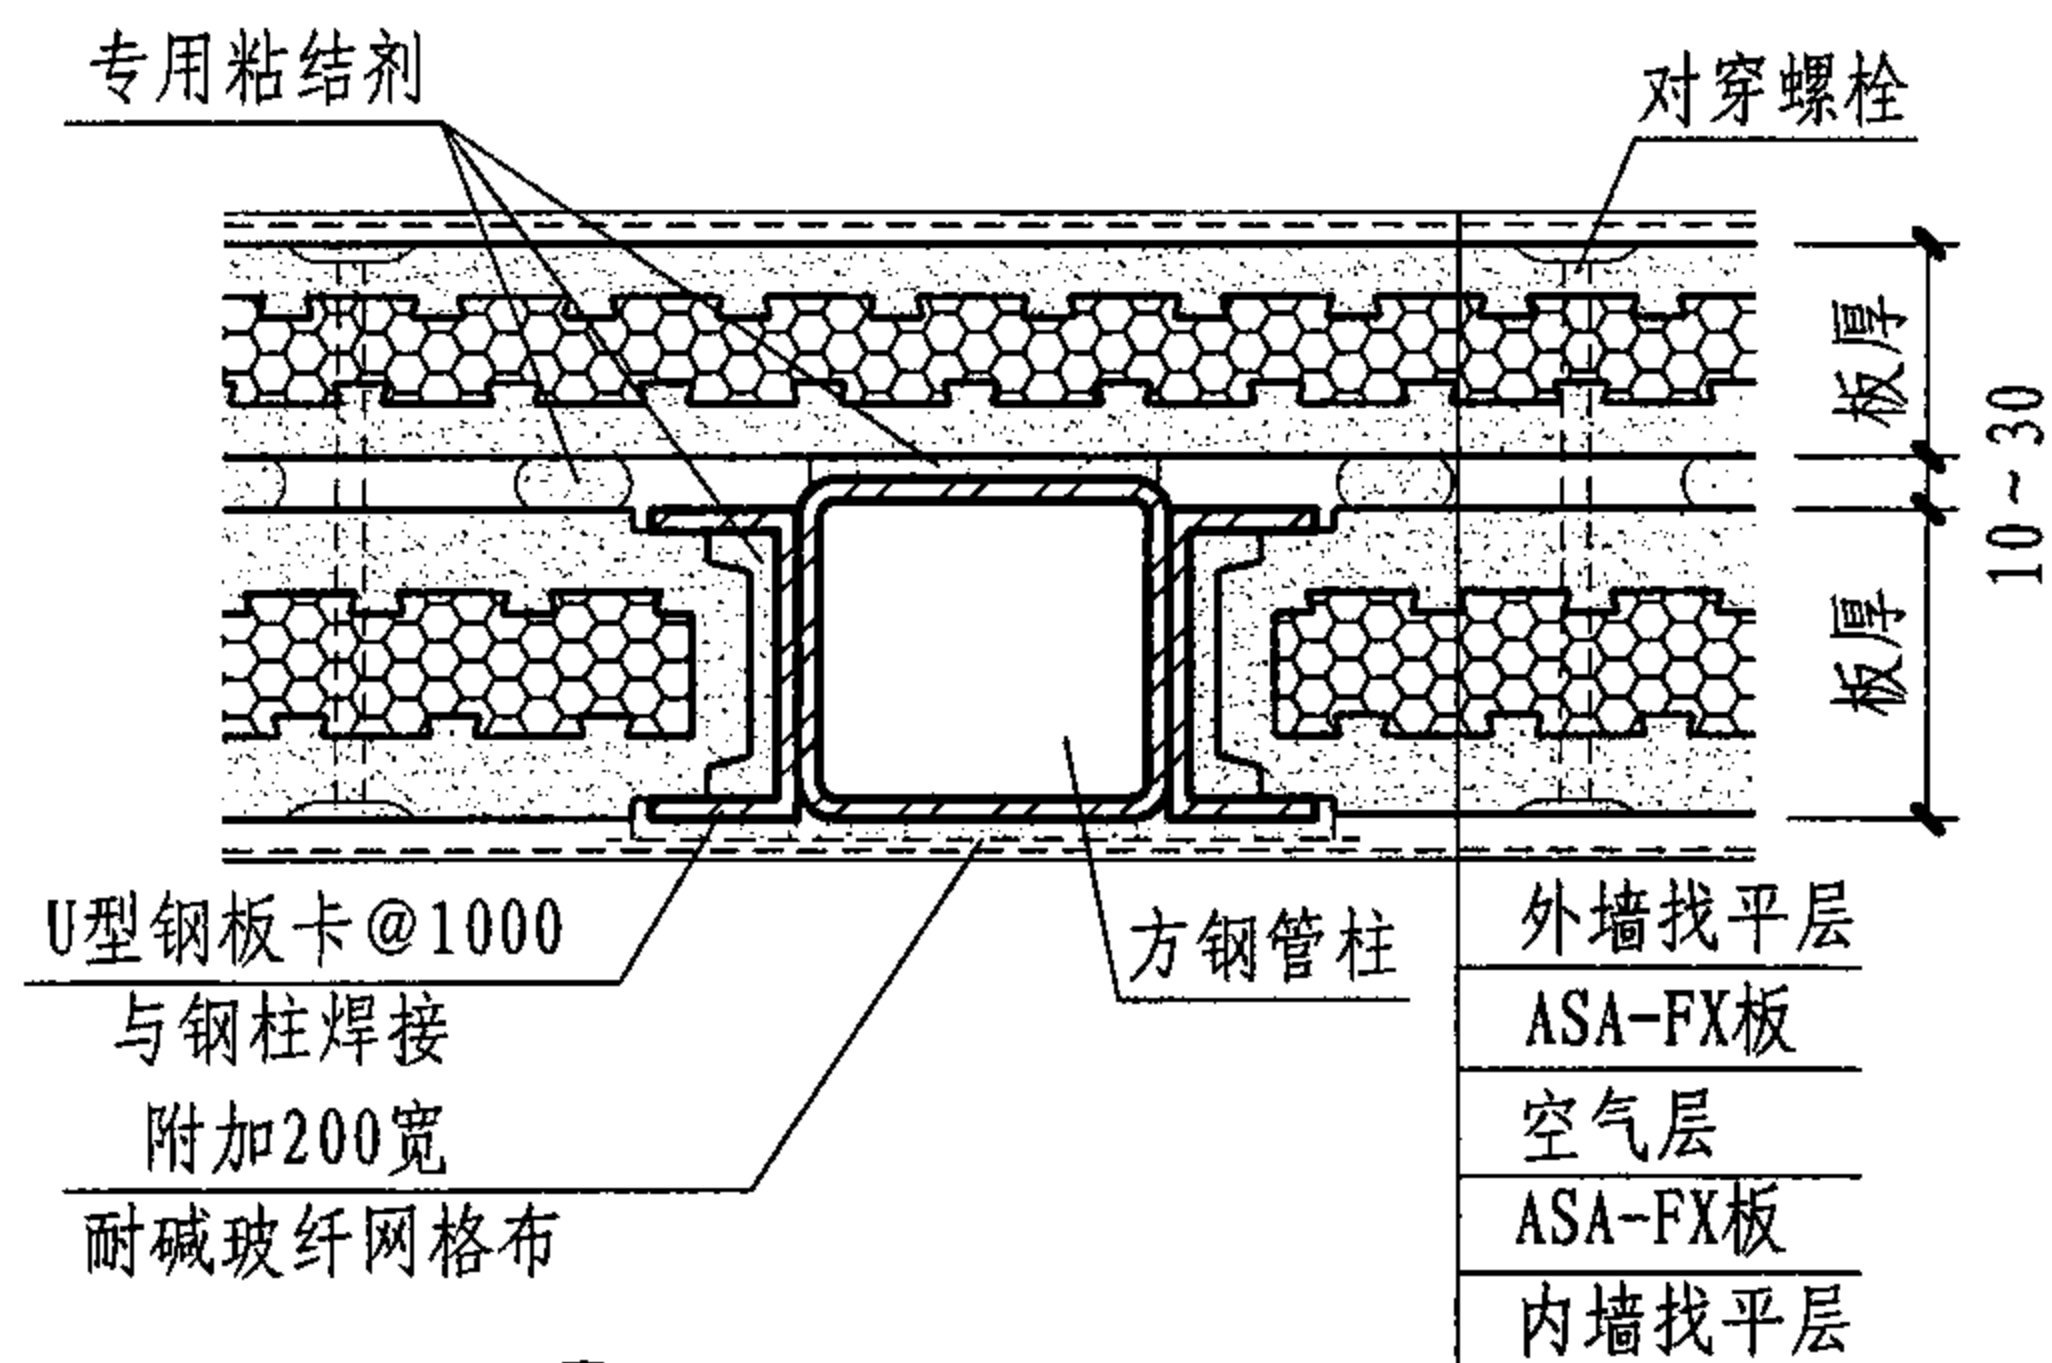 专用粘结剂
对穿螺栓
板厚
10~30
板厚
U型钢板卡@1000
与钢柱焊接
附加200宽
耐碱玻纤网格布
方钢管柱
外墙找平层
ASA-FX板
空气层
ASA-FX板
内墙找平层